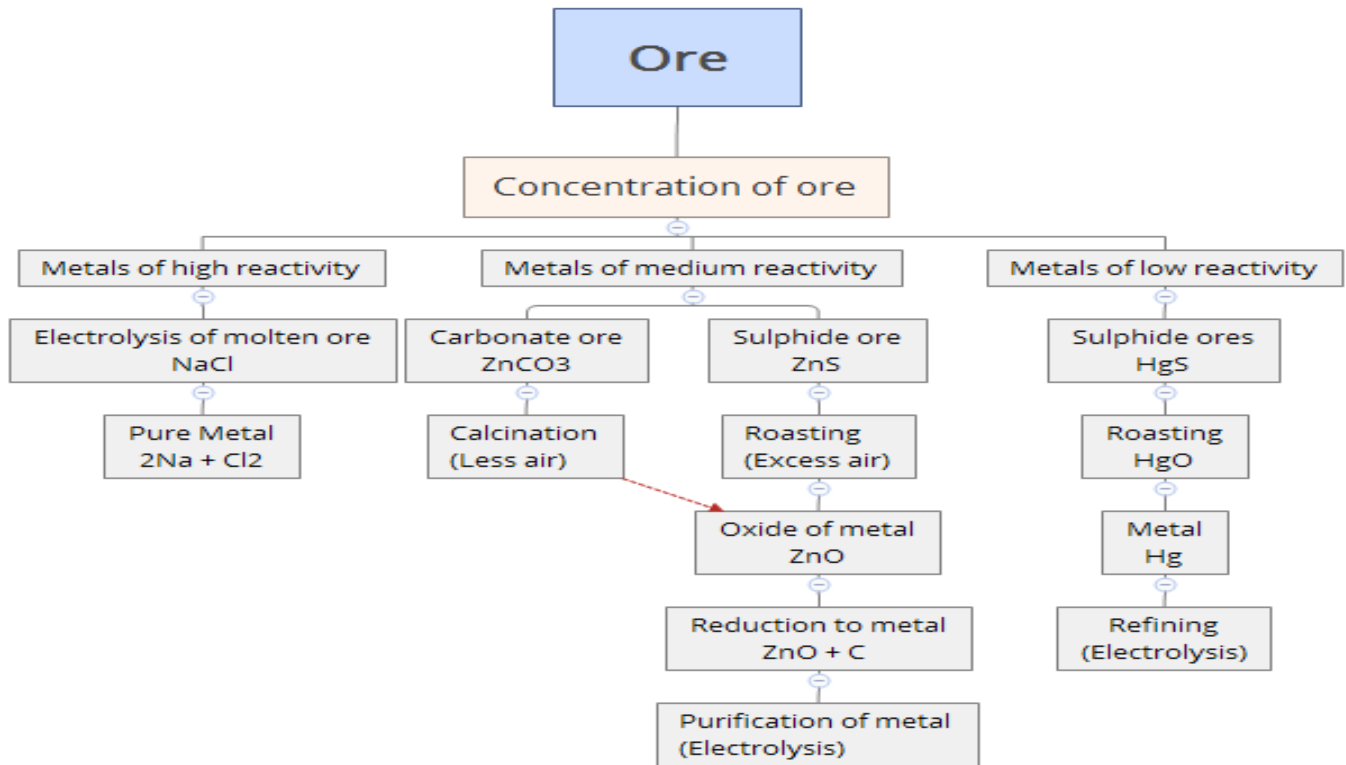 Ore
Concentration of ore
Metals of high reactivity
Metals of medium reactivity
Metals of low reactivity
Electrolysis of molten ore
NaCl
Carbonate ore
ZnCO3
Sulphide ore
ZnS
Sulphide ores
HgS
Pure Metal
2Na + Cl2
Calcination
(Less air)
Roasting
(Excess air)
Roasting
HgO
Oxide of metal
ZnO
Metal
Hg
Reduction to metal
ZnO + C
Refining
(Electrolysis)
Purification of metal
(Electrolysis)